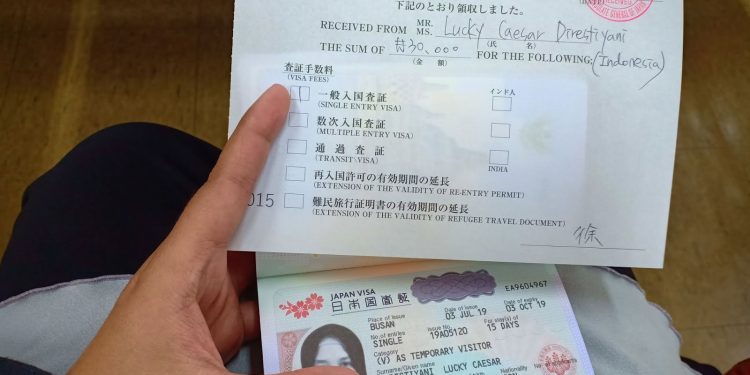 下記のとおり領収しました。
RECEIVED FROM MR. MS. Lucky Caesar Direstiyani
(氏 名)
THE SUM OF ₩30,000 FOR THE FOLLOWING: (Indonesia)
(金 額)
査証手数料
(VISA FEES)
インド人
一般入国査証
(SINGLE ENTRY VISA)
数次入国査証
(MULTIPLE ENTRY VISA)
通過査証
(TRANSIT VISA)
INDIA
再入国許可の有効期間の延長
(EXTENSION OF THE VALIDITY OF RE-ENTRY PERMIT)
2015
難民旅行証明書の有効期間の延長
(EXTENSION OF THE VALIDITY OF REFUGEE TRAVEL DOCUMENT)
徐
JAPAN VISA
日本国査証
EA9604967
Place of issue
BUSAN
Date of issue
03 JUL 19
Date of expiry
03 OCT 19
No of entries
SINGLE
Issue No.
19A05120
For stay(s) of
15 DAYS
Category
(V) AS TEMPORARY VISITOR
Surname/Given name
LUCKY CAESAR